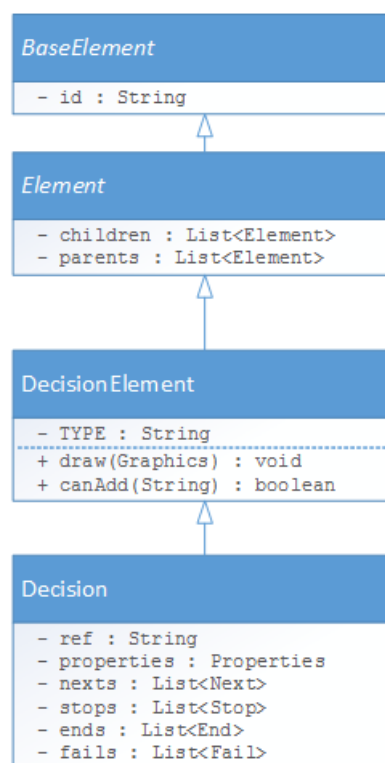 BaseElement
- id : String
Element
- children : List<Element>
- parents : List<Element>
DecisionElement
- TYPE : String
+ draw(Graphics) : void
+ canAdd(String) : boolean
Decision
- ref : String
- properties : Properties
- nexts : List<Next>
- stops : List<Stop>
- ends : List<End>
- fails : List<Fail>